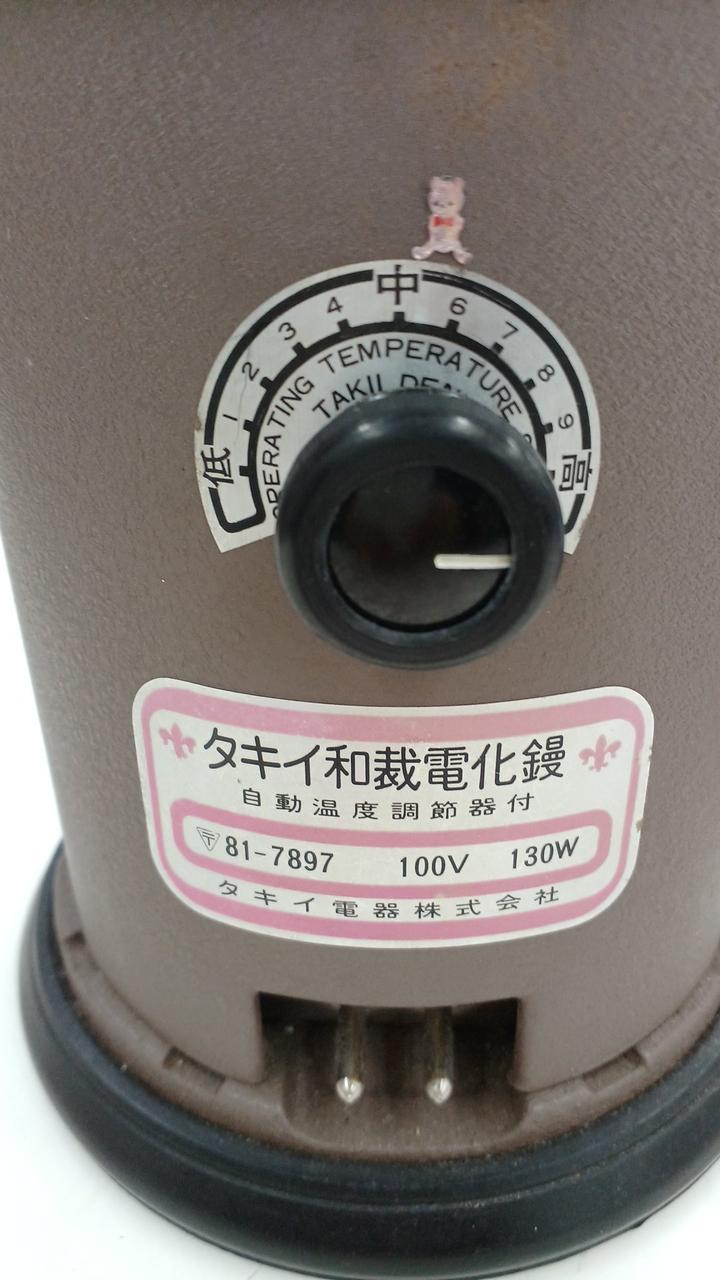 低 1 2 3 4 中 6 7 8 9 高
OPERATING TEMPERATURE
TAKII
タキイ和裁電化鏝
自動温度調節器付
〒 81-7897 100V 130W
タキイ電器株式会社